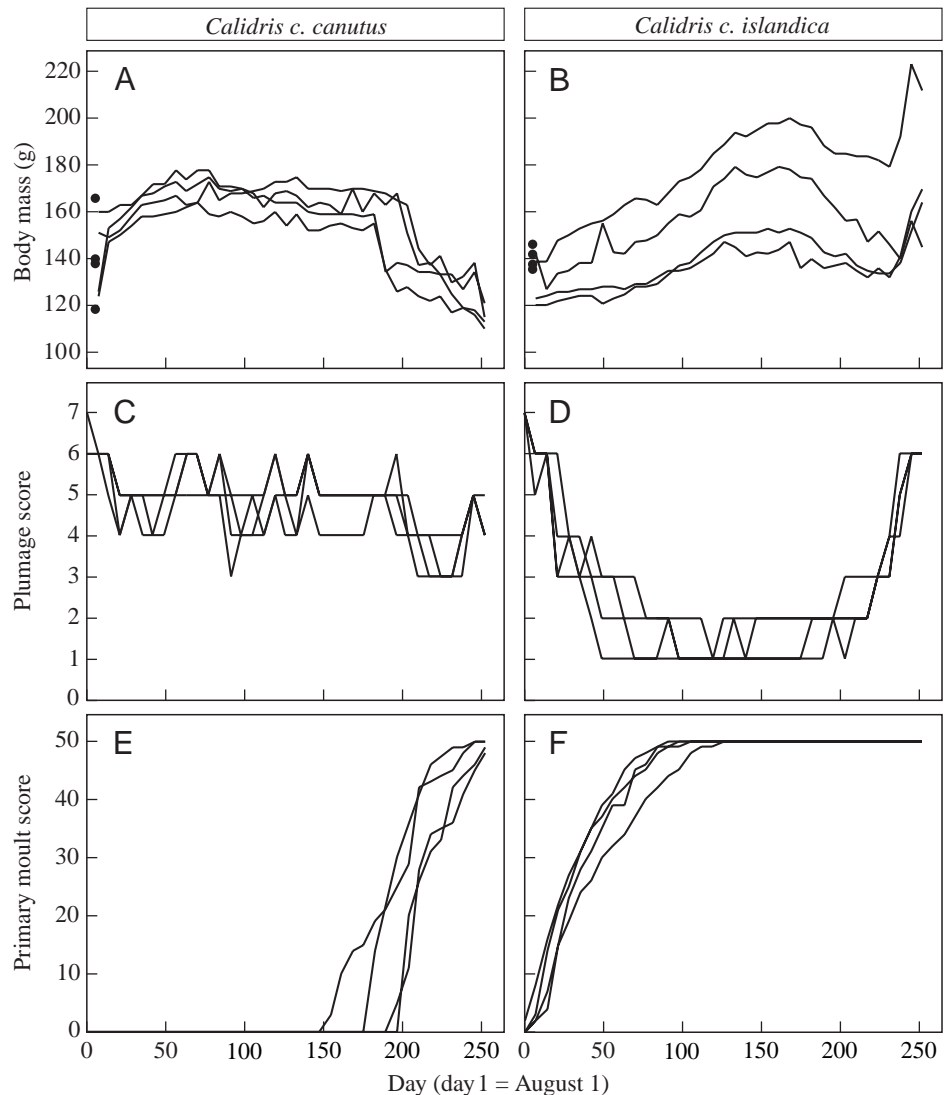 Calidris c. canutus
Calidris c. islandica
A
B
220
200
180
160
140
120
100
Body mass (g)
C
D
7
6
5
4
3
2
1
0
Plumage score
E
F
50
40
30
20
10
0
Primary moult score
0 50 100 150 200 250
0 50 100 150 200 250
Day (day 1 = August 1)